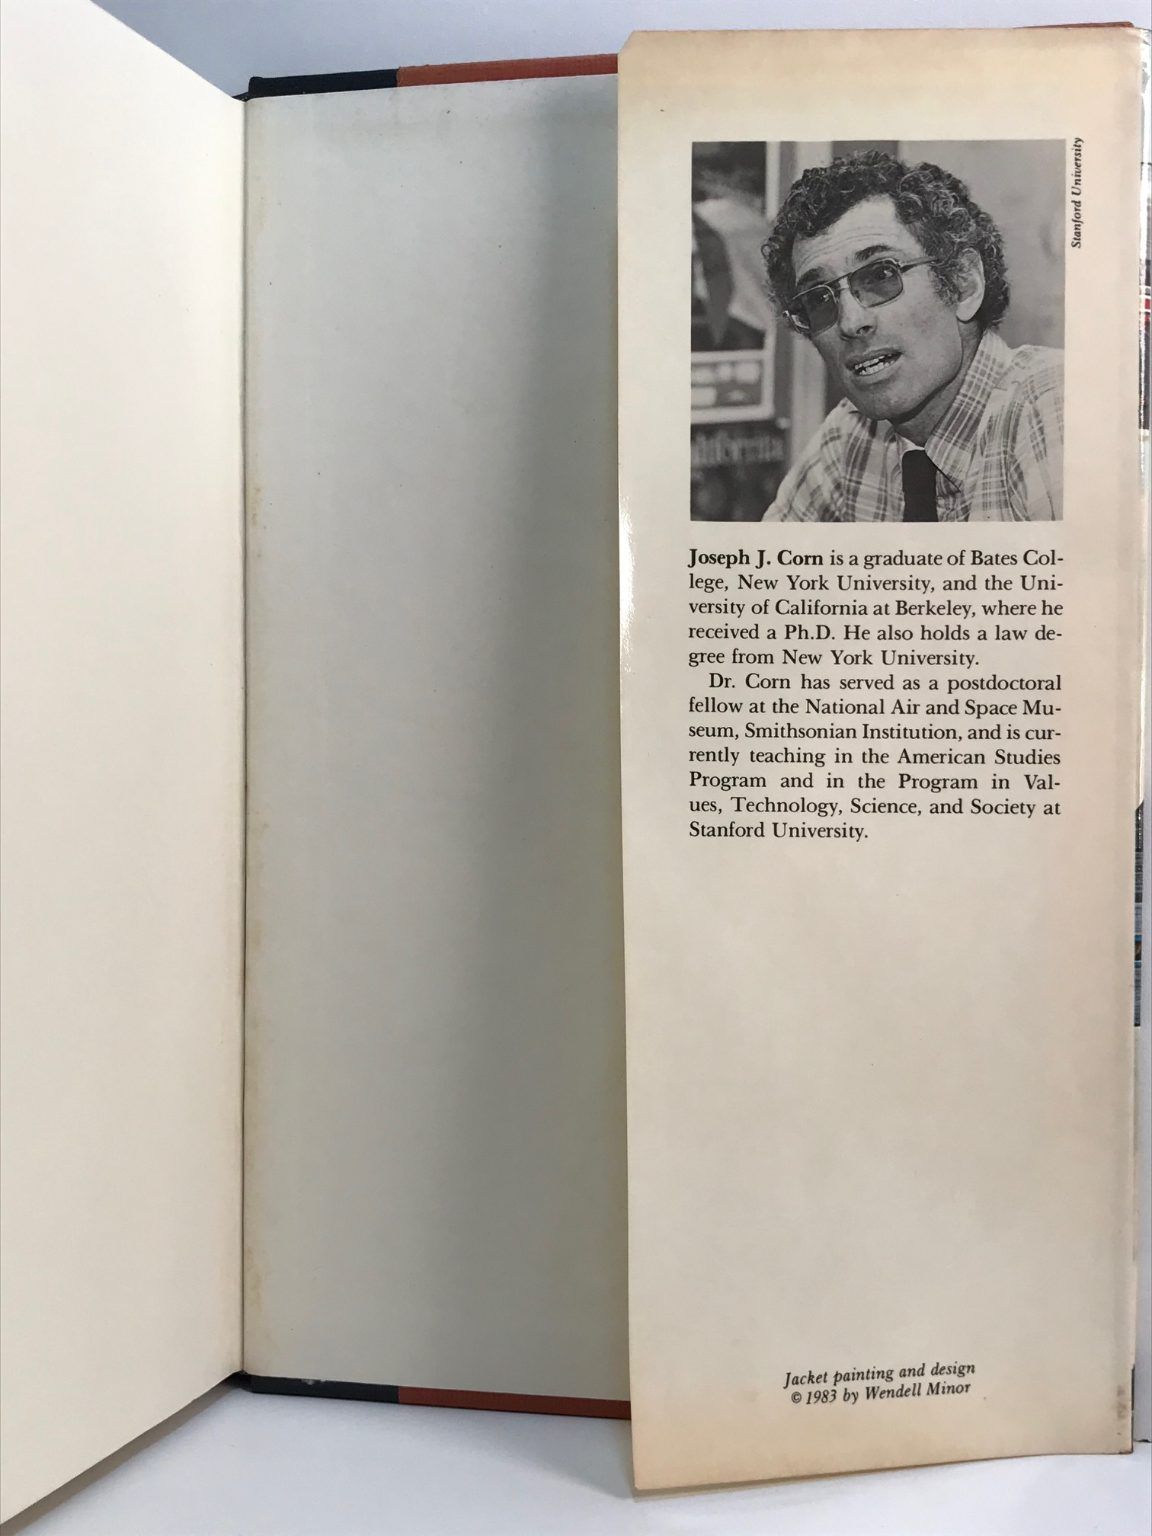 Stanford University
Joseph J. Corn is a graduate of Bates Col-
lege, New York University, and the Uni-
versity of California at Berkeley, where he
received a Ph.D. He also holds a law de-
gree from New York University.
Dr. Corn has served as a postdoctoral
fellow at the National Air and Space Mu-
seum, Smithsonian Institution, and is cur-
rently teaching in the American Studies
Program and in the Program in Val-
ues, Technology, Science, and Society at
Stanford University.
Jacket painting and design
© 1983 by Wendell Minor